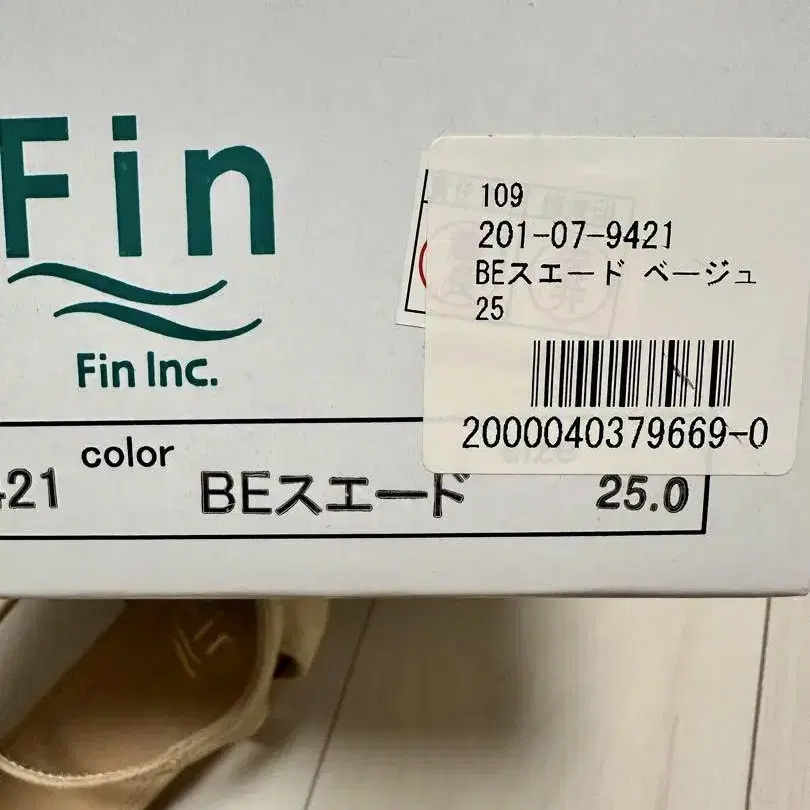 Fin
Fin Inc.
109
201-07-9421
BEスエード ベージュ
25
2000040379669-0
color
421 BEスエード 25.0